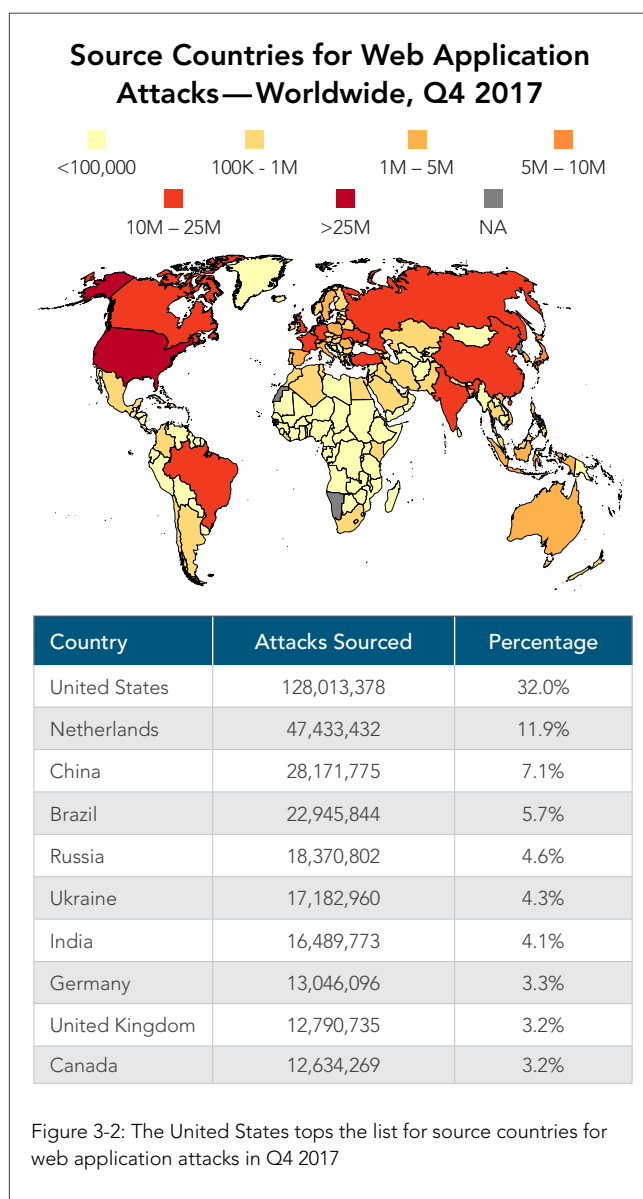 Source Countries for Web Application
Attacks—Worldwide, Q4 2017
<100,000 100K - 1M 1M – 5M 5M – 10M
10M – 25M >25M NA
Country Attacks Sourced Percentage
United States 128,013,378 32.0%
Netherlands 47,433,432 11.9%
China 28,171,775 7.1%
Brazil 22,945,844 5.7%
Russia 18,370,802 4.6%
Ukraine 17,182,960 4.3%
India 16,489,773 4.1%
Germany 13,046,096 3.3%
United Kingdom 12,790,735 3.2%
Canada 12,634,269 3.2%
Figure 3-2: The United States tops the list for source countries for
web application attacks in Q4 2017